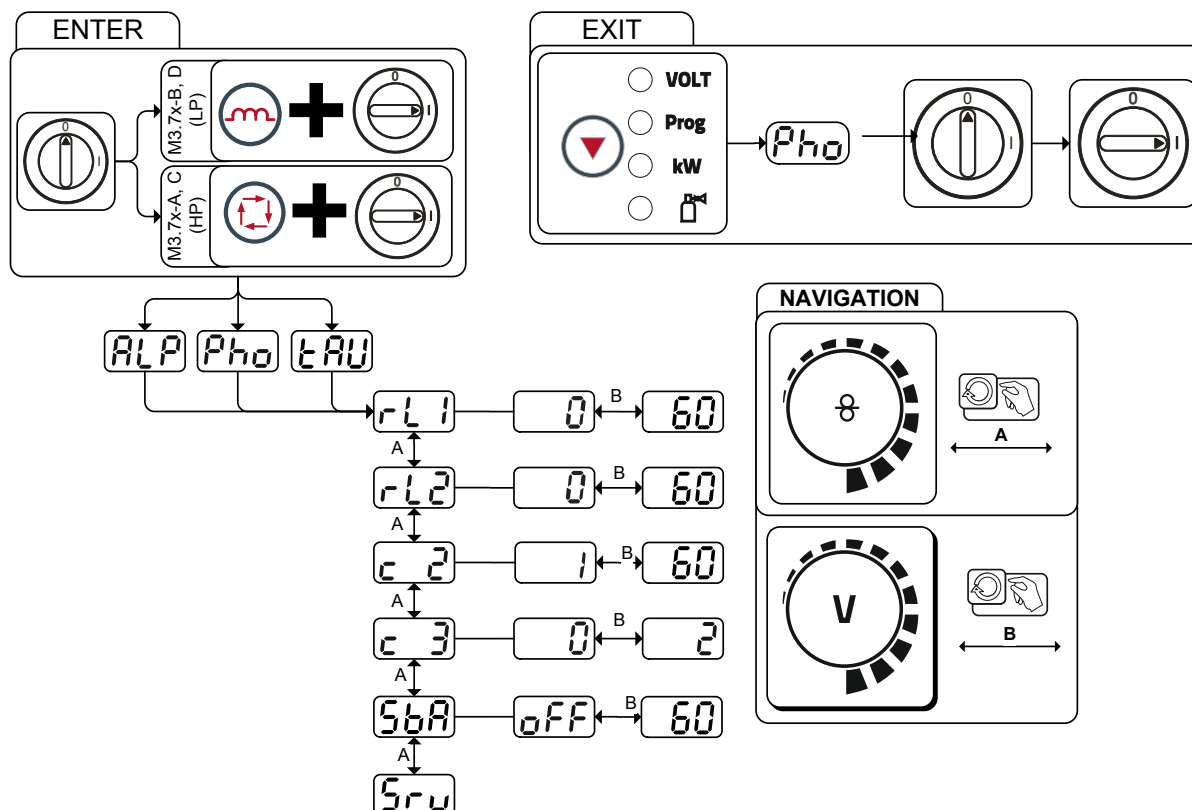 ENTER
M3.7x-B, D
(LP)
0
I
0
I
M3.7x-A, C
(HP)
0
I
EXIT
VOLT
Prog
kW
Pho
0
I
0
I
ALP Pho tAU
rL1 0 B 60
A
rL2 0 B 60
A
c 2 1 B 60
A
c 3 0 B 2
A
SbA oFF B 60
A
Srv
NAVIGATION
A
V
B